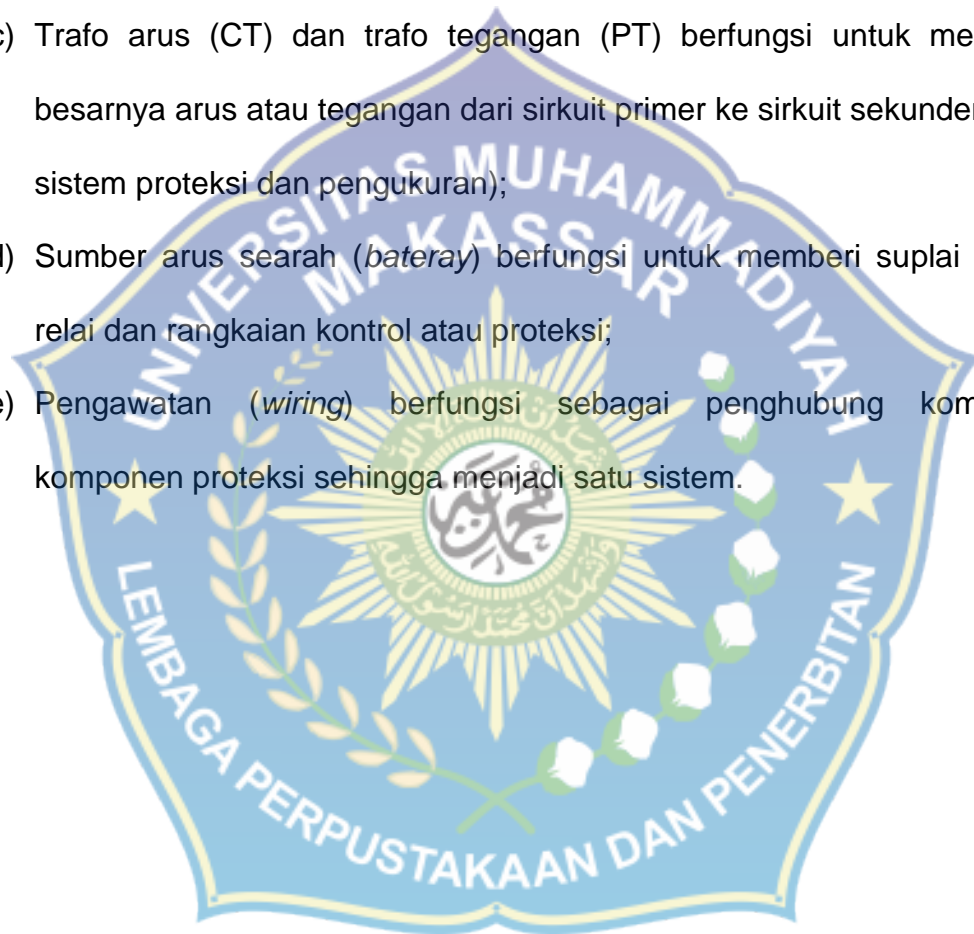 c) Trafo arus (CT) dan trafo tegangan (PT) berfungsi untuk me
besarnya arus atau tegangan dari sirkuit primer ke sirkuit sekunder
sistem proteksi dan pengukuran);
d) Sumber arus searah (bateray) berfungsi untuk memberi suplai
relai dan rangkaian kontrol atau proteksi;
e) Pengawatan (wiring) berfungsi sebagai penghubung kom
komponen proteksi sehingga menjadi satu sistem.
UNIVERSITAS MUHAMMADIYAH
MAKASSAR
LEMBAGA PERPUSTAKAAN DAN PENERBITAN